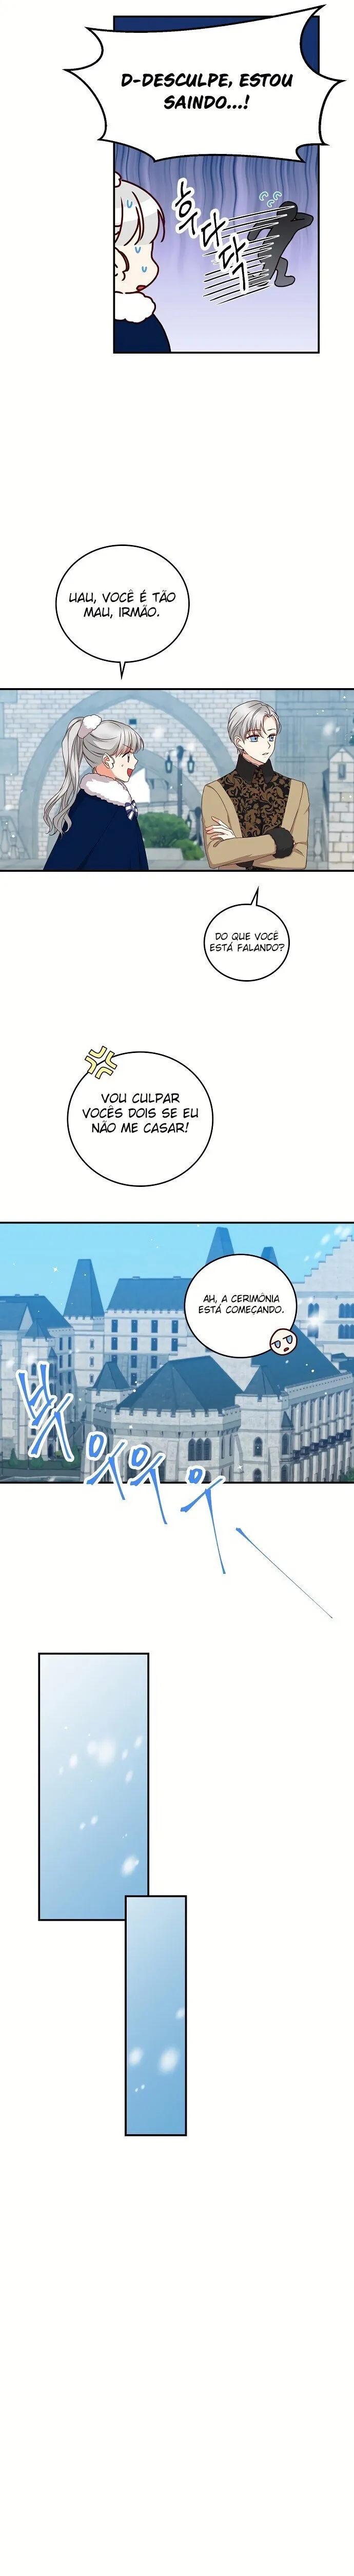 D-DESCULPE, ESTOU
SAINDO...!
후다다
닥
UAU, VOCÊ É TÃO
MAU, IRMÃO.
DO QUE VOCÊ
ESTÁ FALANDO?
VOU CULPAR
VOCÊS DOIS SE EU
NÃO ME CASAR!
AH, A CERIMÔNIA
ESTÁ COMEÇANDO.